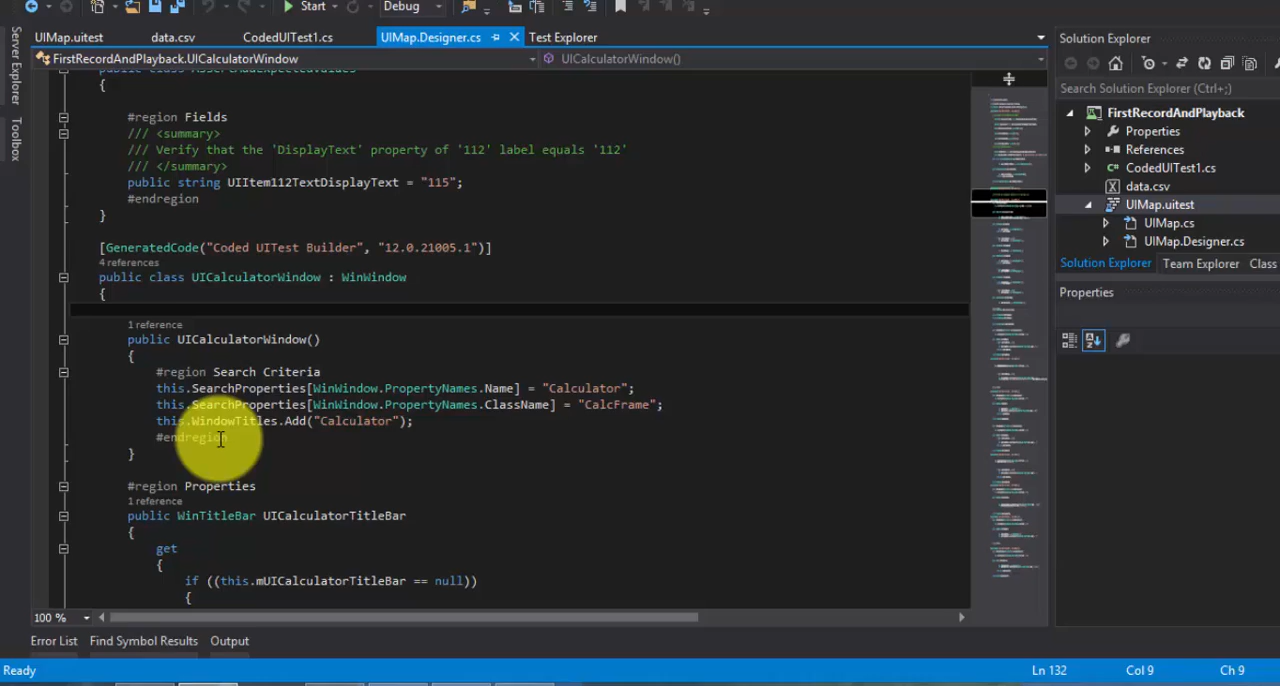 Start
Debug
Server Explorer
Toolbox
UIMap.uitest
data.csv
CodedUITest1.cs
UIMap.Designer.cs
Test Explorer
FirstRecordAndPlayback.UICalculatorWindow
UICalculatorWindow()
{
#region Fields
/// <summary>
/// Verify that the 'DisplayText' property of '112' label equals '112'
/// </summary>
public string UIItem112TextDisplayText = "115";
#endregion
}
[GeneratedCode("Coded UITest Builder", "12.0.21005.1")]
4 references
public class UICalculatorWindow : WinWindow
{
1 reference
public UICalculatorWindow()
{
#region Search Criteria
this.SearchProperties[WinWindow.PropertyNames.Name] = "Calculator";
this.SearchProperties[WinWindow.PropertyNames.ClassName] = "CalcFrame";
this.WindowTitles.Add("Calculator");
#endregion
}
#region Properties
1 reference
public WinTitleBar UICalculatorTitleBar
{
get
{
if ((this.mUICalculatorTitleBar == null))
{
100 %
Error List
Find Symbol Results
Output
Ready
Ln 132
Col 9
Ch 9
Solution Explorer
Search Solution Explorer (Ctrl+;)
FirstRecordAndPlayback
Properties
References
CodedUITest1.cs
data.csv
UIMap.uitest
UIMap.cs
UIMap.Designer.cs
Solution Explorer
Team Explorer
Class
Properties